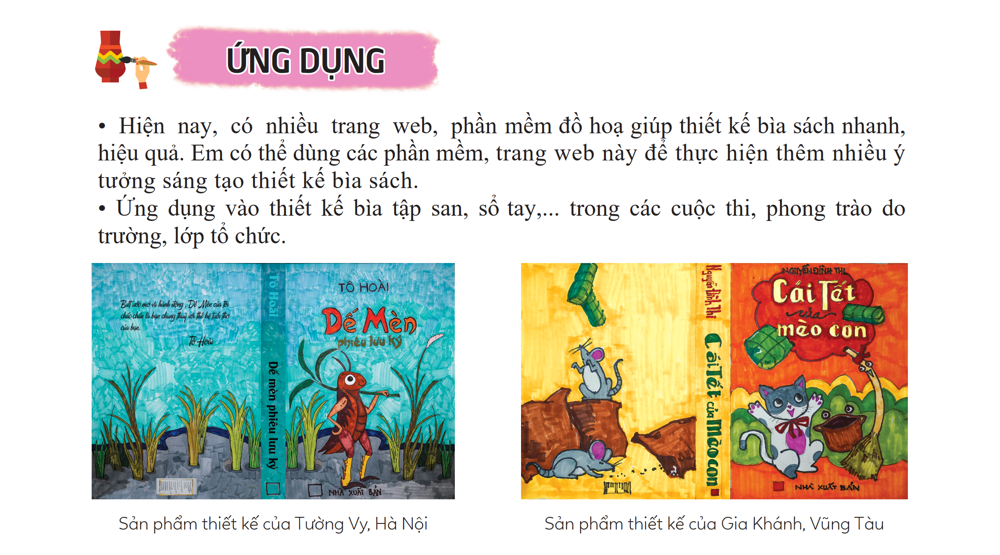 ỨNG DỤNG
• Hiện nay, có nhiều trang web, phần mềm đồ hoạ giúp thiết kế bìa sách nhanh,
hiệu quả. Em có thể dùng các phần mềm, trang web này để thực hiện thêm nhiều ý
tưởng sáng tạo thiết kế bìa sách.
• Ứng dụng vào thiết kế bìa tập san, sổ tay,... trong các cuộc thi, phong trào do
trường, lớp tổ chức.
Biết ước mơ và hành động, Dế Mèn của tôi
chắc chắn là bạn chung thuỷ với thế hệ tuổi thơ
của bạn.
Tô Hoài
Tô Hoài
Dế mèn phiêu lưu ký
TÔ HOÀI
Dế Mèn
phiêu lưu ký
NHÀ XUẤT BẢN ....
Nguyễn Đình Thi
Cái Tết của mèo con
NGUYỄN ĐÌNH THI
Cái Tết
của
mèo con
NHÀ XUẤT BẢN
Sản phẩm thiết kế của Tường Vy, Hà Nội
Sản phẩm thiết kế của Gia Khánh, Vũng Tàu